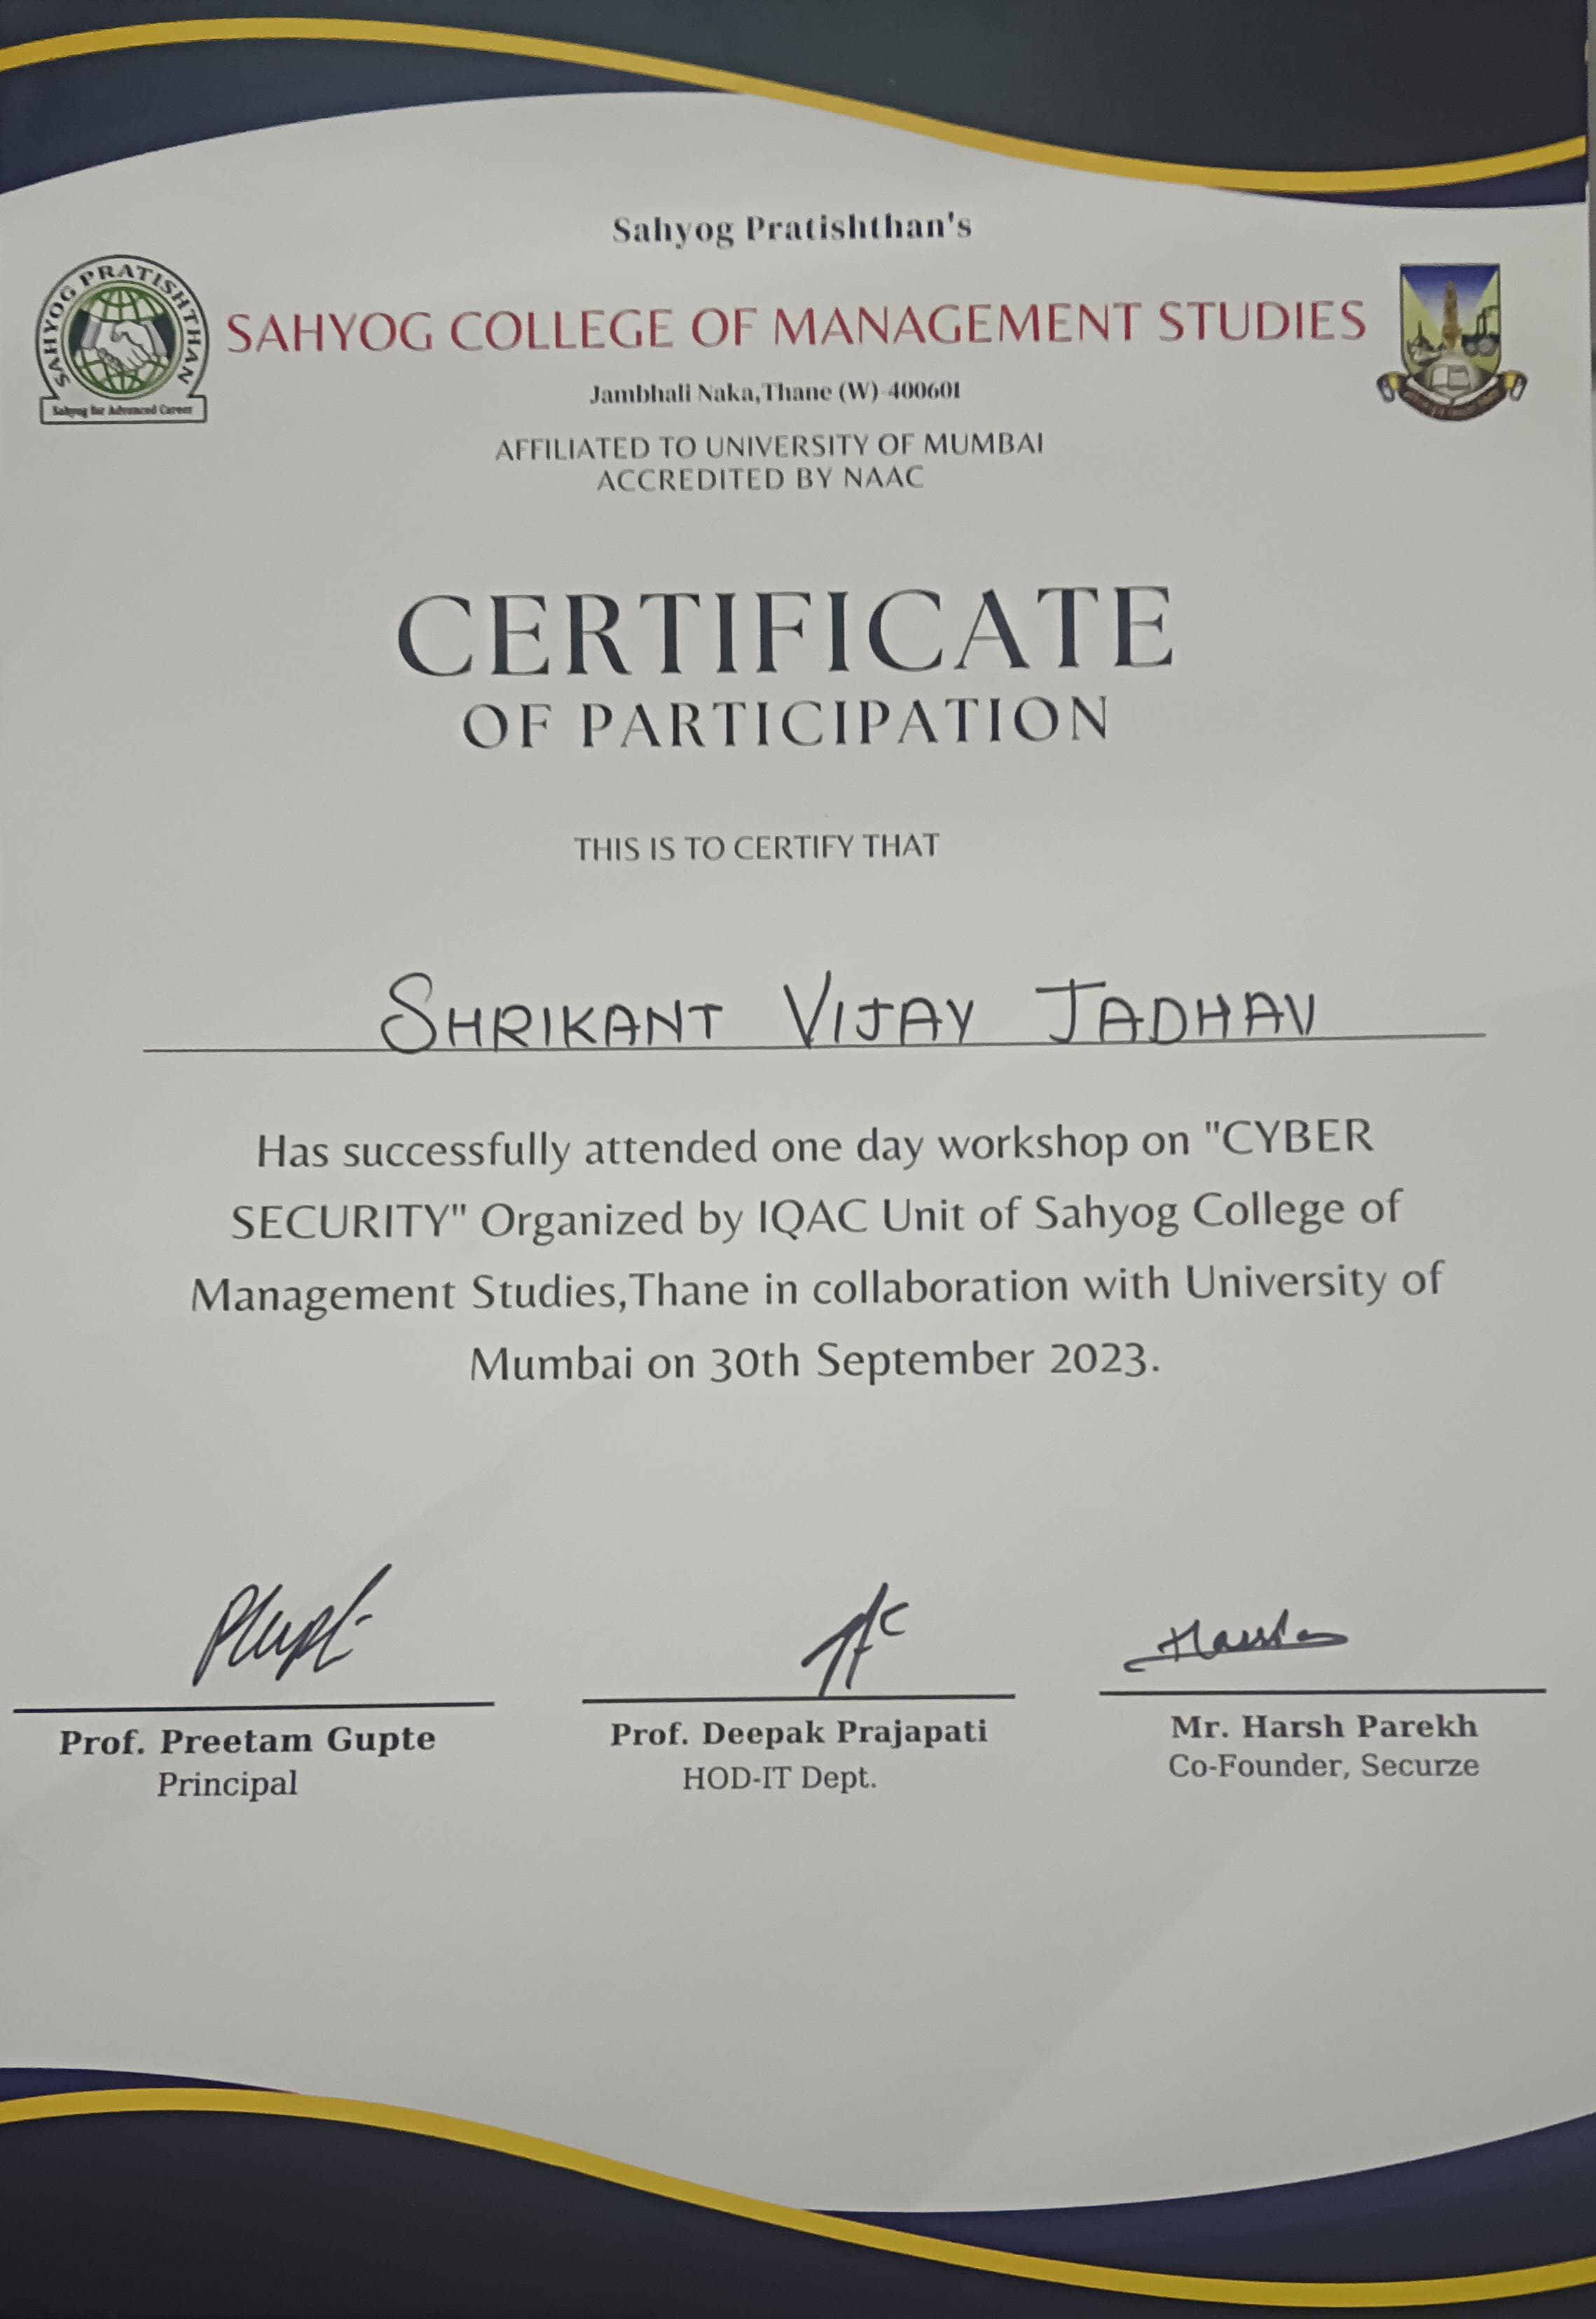 Sahyog Pratishthan's
SAHYOG PRATISHTHAN
Sahyog for Advanced Career
SAHYOG COLLEGE OF MANAGEMENT STUDIES
Jambhali Naka,Thane (W)-400601
AFFILIATED TO UNIVERSITY OF MUMBAI
ACCREDITED BY NAAC
CERTIFICATE
OF PARTICIPATION
THIS IS TO CERTIFY THAT
SHRIKANT VIJAY JADHAV
Has successfully attended one day workshop on "CYBER
SECURITY" Organized by IQAC Unit of Sahyog College of
Management Studies,Thane in collaboration with University of
Mumbai on 30th September 2023.
Prof. Preetam Gupte
Principal
Prof. Deepak Prajapati
HOD-IT Dept.
Mr. Harsh Parekh
Co-Founder, Securze